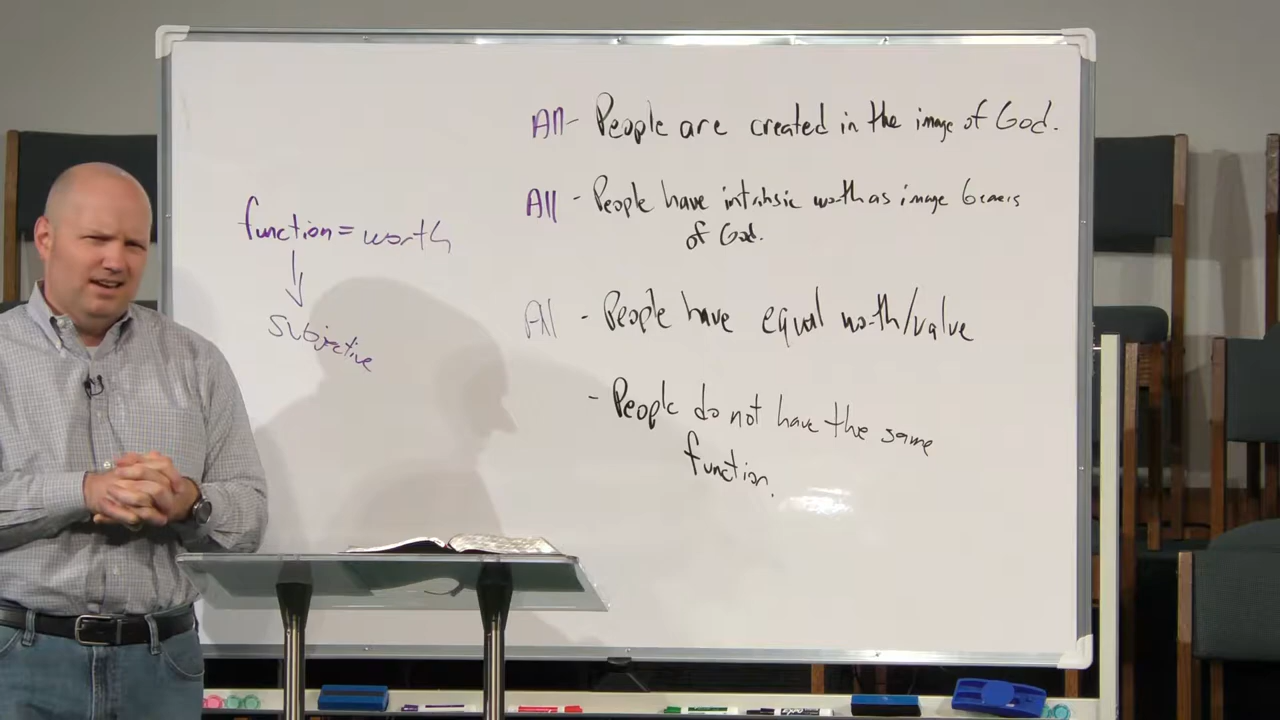 function = worth
subjective
All - People are created in the image of God.
All - People have intrinsic worth as image bearers
of God.
All - People have equal worth/value
- People do not have the same
function.